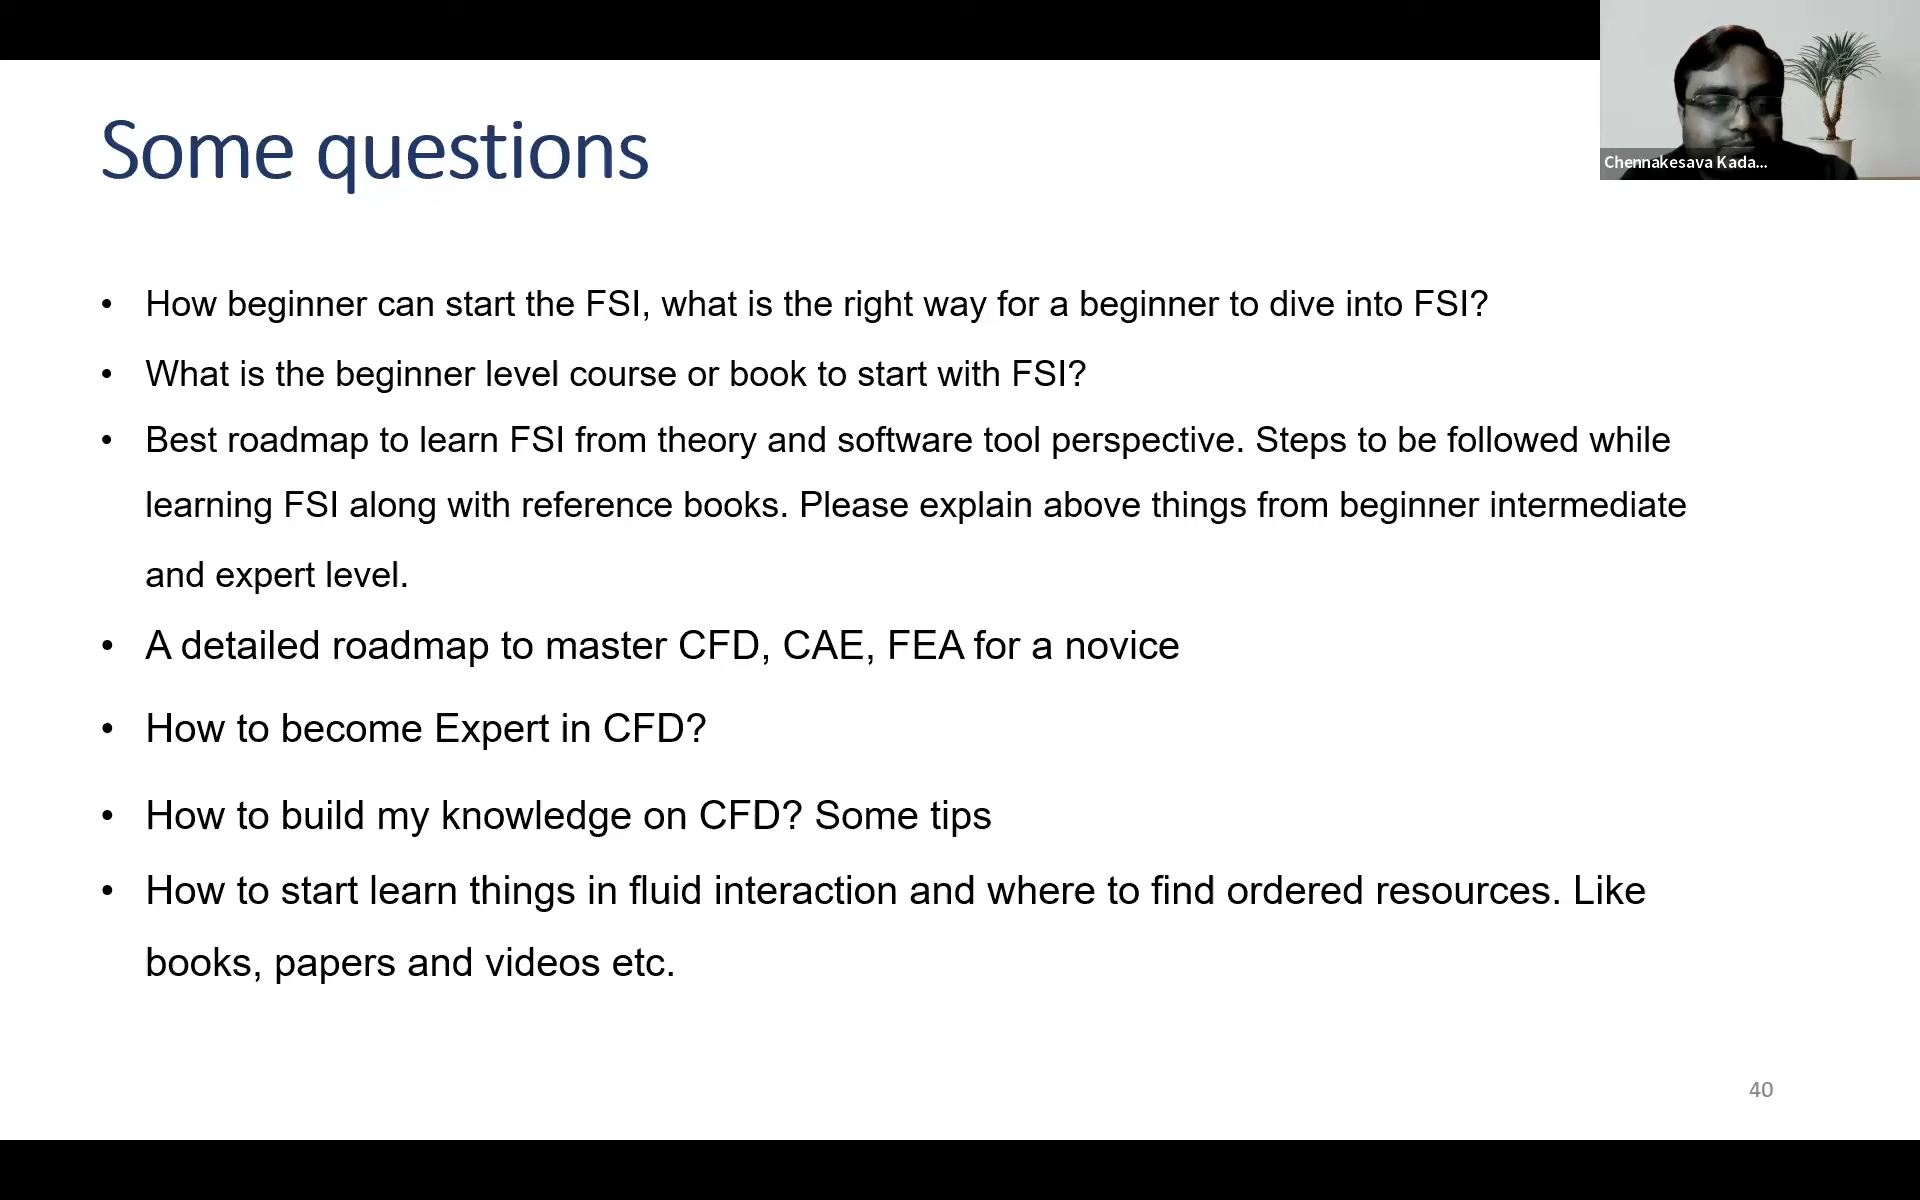 Chennakesava Kada...
Some questions
• How beginner can start the FSI, what is the right way for a beginner to dive into FSI?
• What is the beginner level course or book to start with FSI?
• Best roadmap to learn FSI from theory and software tool perspective. Steps to be followed while
learning FSI along with reference books. Please explain above things from beginner intermediate
and expert level.
• A detailed roadmap to master CFD, CAE, FEA for a novice
• How to become Expert in CFD?
• How to build my knowledge on CFD? Some tips
• How to start learn things in fluid interaction and where to find ordered resources. Like
books, papers and videos etc.
40